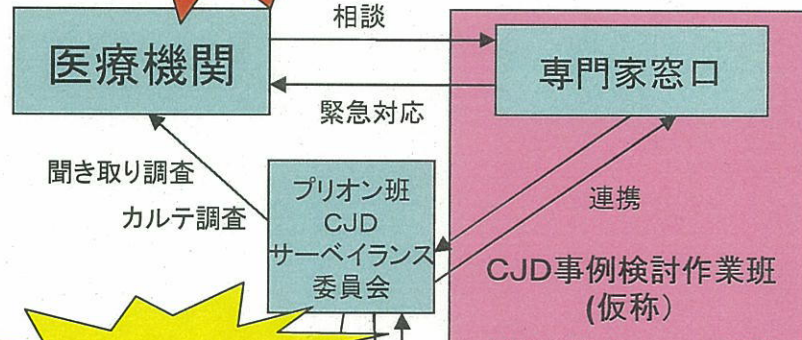 相談
医療機関
専門家窓口
緊急対応
聞き取り調査
カルテ調査
プリオン班
CJD
サーベイランス
委員会
連携
CJD事例検討作業班
(仮称)